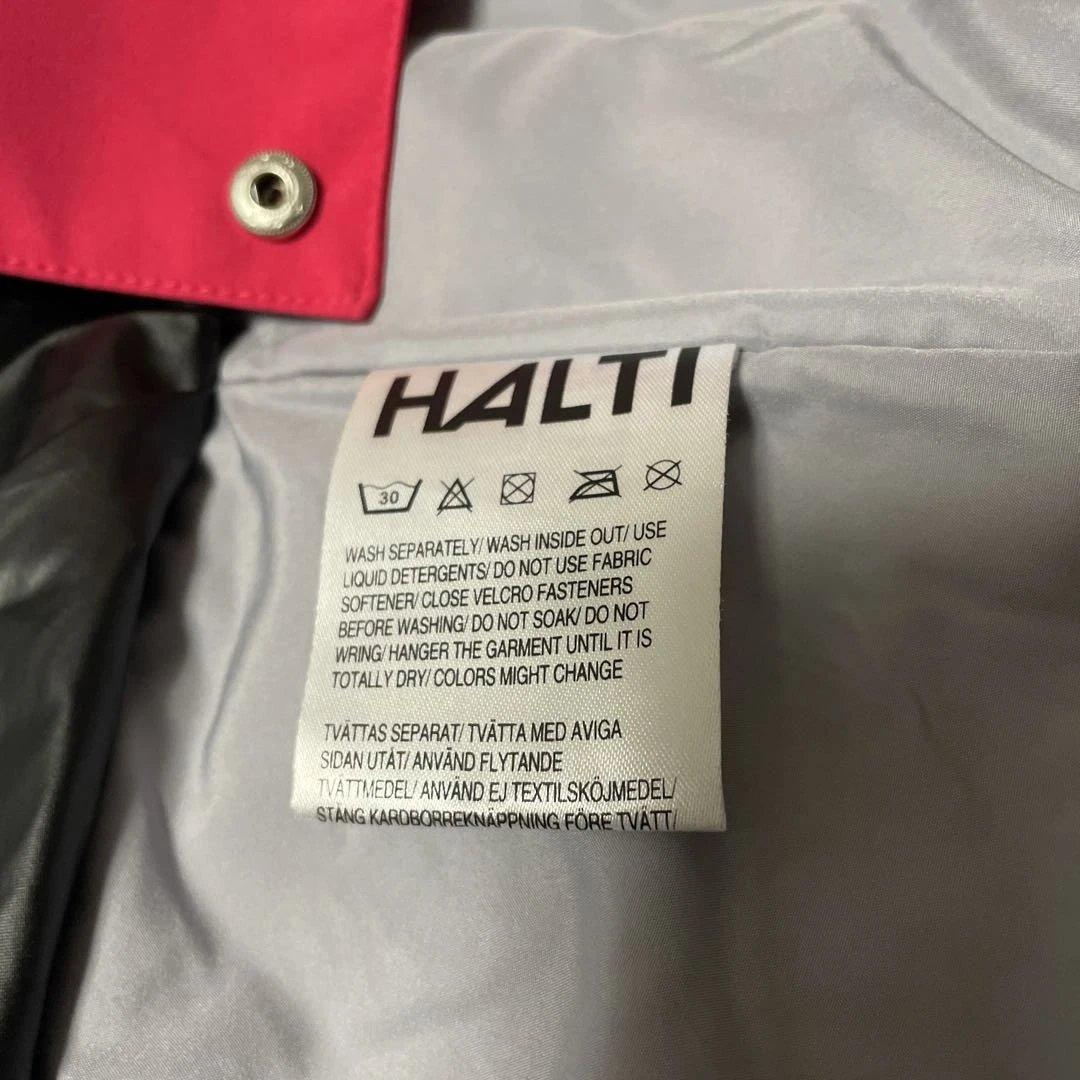 HALTI
30
WASH SEPARATELY/ WASH INSIDE OUT/ USE
LIQUID DETERGENTS/ DO NOT USE FABRIC
SOFTENER/ CLOSE VELCRO FASTENERS
BEFORE WASHING/ DO NOT SOAK/ DO NOT
WRING/ HANGER THE GARMENT UNTIL IT IS
TOTALLY DRY/ COLORS MIGHT CHANGE
TVÄTTAS SEPARAT/ TVÄTTA MED AVIGA
SIDAN UTÅT/ ANVÄND FLYTANDE
TVÄTTMEDEL/ ANVÄND EJ TEXTILSKÖJMEDEL/
STÄNG KARDBORREKNÄPPNING FÖRE TVÄTT/